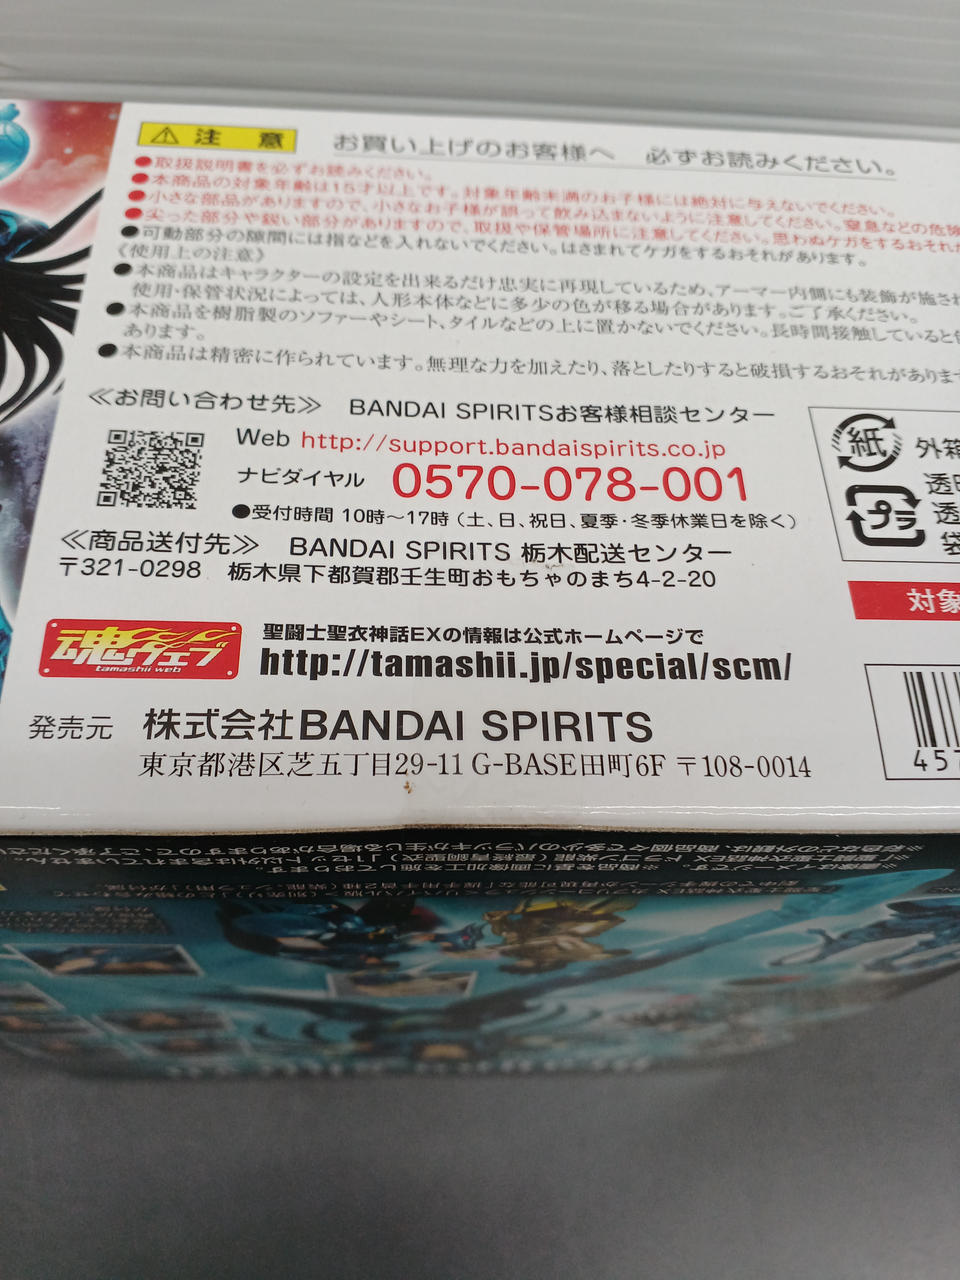 ⚠注 意 お買い上げのお客様へ 必ずお読みください。
●取扱説明書を必ずお読みください。
●本商品の対象年齢は15才以上です。対象年齢未満のお子様には絶対に与えないでください。
●小さな部品がありますので、小さなお子様が誤って飲み込まないように注意してください。窒息などの危険
●尖った部分や鋭い部分がありますので、取扱や保管場所に注意してください。思わぬケガをするおそれ
●可動部分の隙間には指などを入れないでください。はさまれてケガをするおそれがあります。
《使用上の注意》
●本商品はキャラクターの設定を出来るだけ忠実に再現しているため、アーマー内側にも装飾が施され
使用・保管状況によっては、人形本体などに多少の色が移る場合があります。ご了承ください。
●本商品を樹脂製のソファーやシート、タイルなどの上に置かないでください。長時間接触していると
あります。
●本商品は精密に作られています。無理な力を加えたり、落としたりすると破損するおそれがありま
≪お問い合わせ先≫ BANDAI SPIRITSお客様相談センター
Web http://support.bandaispirits.co.jp
ナビダイヤル 0570-078-001
●受付時間 10時～17時（土、日、祝日、夏季・冬季休業日を除く）
≪商品送付先≫ BANDAI SPIRITS 栃木配送センター
〒321-0298 栃木県下都賀郡壬生町おもちゃのまち4-2-20
紙 外箱
プラ 透
透
袋
対象
魂ウェブ
tamashii web
聖闘士聖衣神話EXの情報は公式ホームページで
http://tamashii.jp/special/scm/
発売元 株式会社BANDAI SPIRITS
東京都港区芝五丁目29-11 G-BASE田町6F 〒108-0014
457